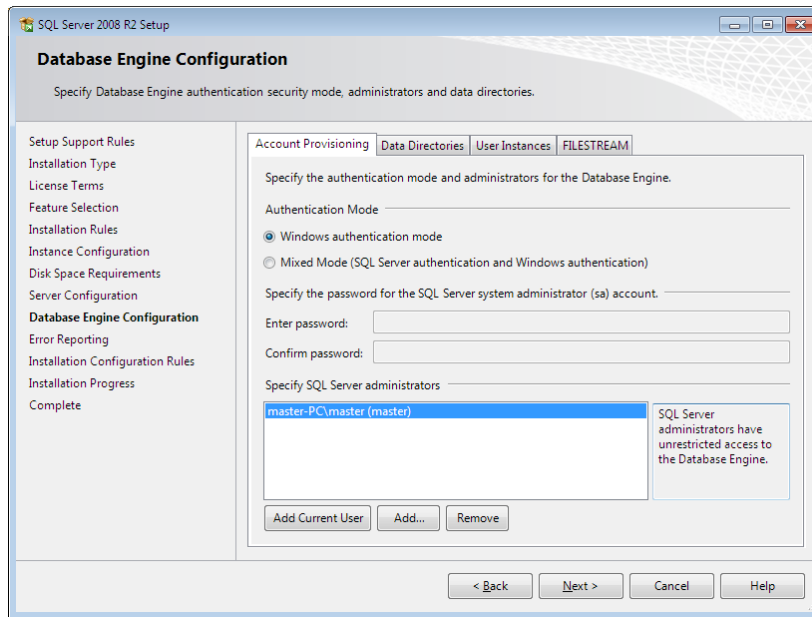 SQL Server 2008 R2 Setup
Database Engine Configuration
Specify Database Engine authentication security mode, administrators and data directories.
Setup Support Rules
Installation Type
License Terms
Feature Selection
Installation Rules
Instance Configuration
Disk Space Requirements
Server Configuration
Database Engine Configuration
Error Reporting
Installation Configuration Rules
Installation Progress
Complete
Account Provisioning Data Directories User Instances FILESTREAM
Specify the authentication mode and administrators for the Database Engine.
Authentication Mode
Windows authentication mode
Mixed Mode (SQL Server authentication and Windows authentication)
Specify the password for the SQL Server system administrator (sa) account.
Enter password:
Confirm password:
Specify SQL Server administrators
master-PC\master (master)
SQL Server
administrators have
unrestricted access to
the Database Engine.
Add Current User Add... Remove
< Back Next > Cancel Help